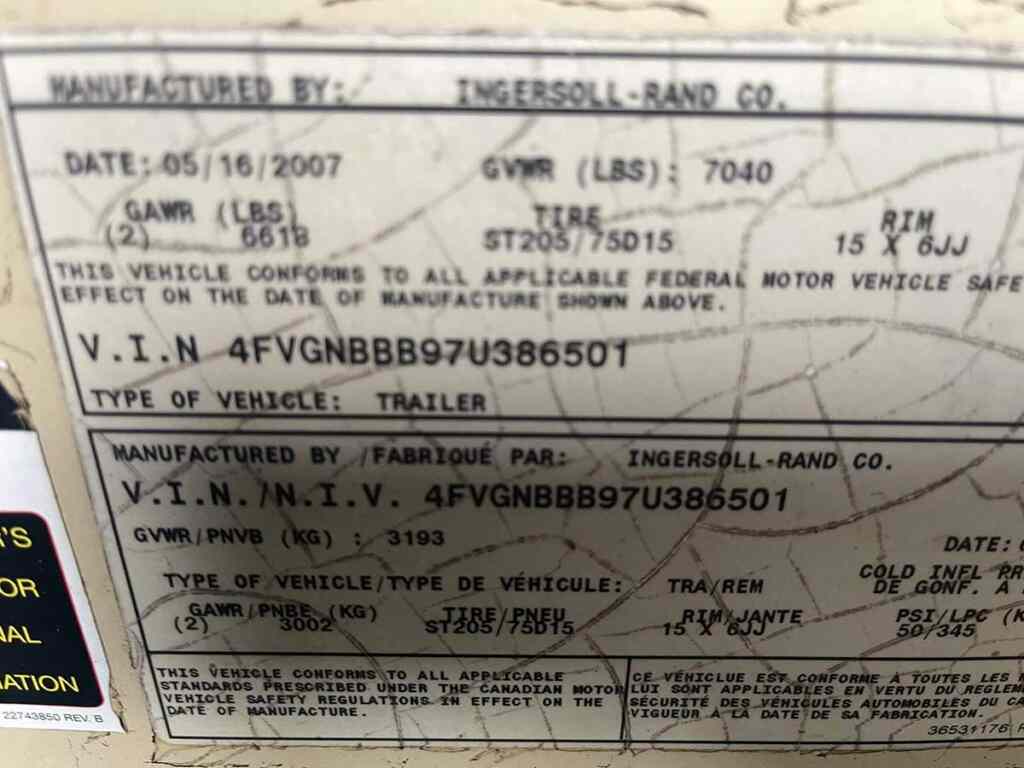 MANUFACTURED BY: INGERSOLL-RAND CO.
DATE: 05/16/2007 GVWR (LBS): 7040
GAWR (LBS) TIRE RIM
(2) 6618 ST205/75D15 15 X 6JJ
THIS VEHICLE CONFORMS TO ALL APPLICABLE FEDERAL MOTOR VEHICLE SAFE
EFFECT ON THE DATE OF MANUFACTURE SHOWN ABOVE.
V.I.N 4FVGNBBB97U386501
TYPE OF VEHICLE: TRAILER
MANUFACTURED BY /FABRIQUÉ PAR: INGERSOLL-RAND CO.
V.I.N./N.I.V. 4FVGNBBB97U386501
GVWR/PNVB (KG) : 3193
DATE:
TYPE OF VEHICLE/TYPE DE VÉHICULE: TRA/REM
COLD INFL PR
DE GONF. À
GAWR/PNBE (KG) TIRE/PNEU RIM/JANTE PSI/LPC (K
(2) 3002 ST205/75D15 15 X 6JJ 50/345
THIS VEHICLE CONFORMS TO ALL APPLICABLE
STANDARDS PRESCRIBED UNDER THE CANADIAN MOTOR
VEHICLE SAFETY REGULATIONS IN EFFECT ON THE
DATE OF MANUFACTURE.
CE VÉHICLUE EST CONFORME À TOUTES LES
LUI SONT APPLICABLES EN VERTU DU REGLEM
SÉCURITÉ DES VÉHICULES AUTOMOBILES DU CA
VIGUEUR À LA DATE DE SA FABRICATION.
36531176
'S
OR
NAL
MATION
22743850 REV. B